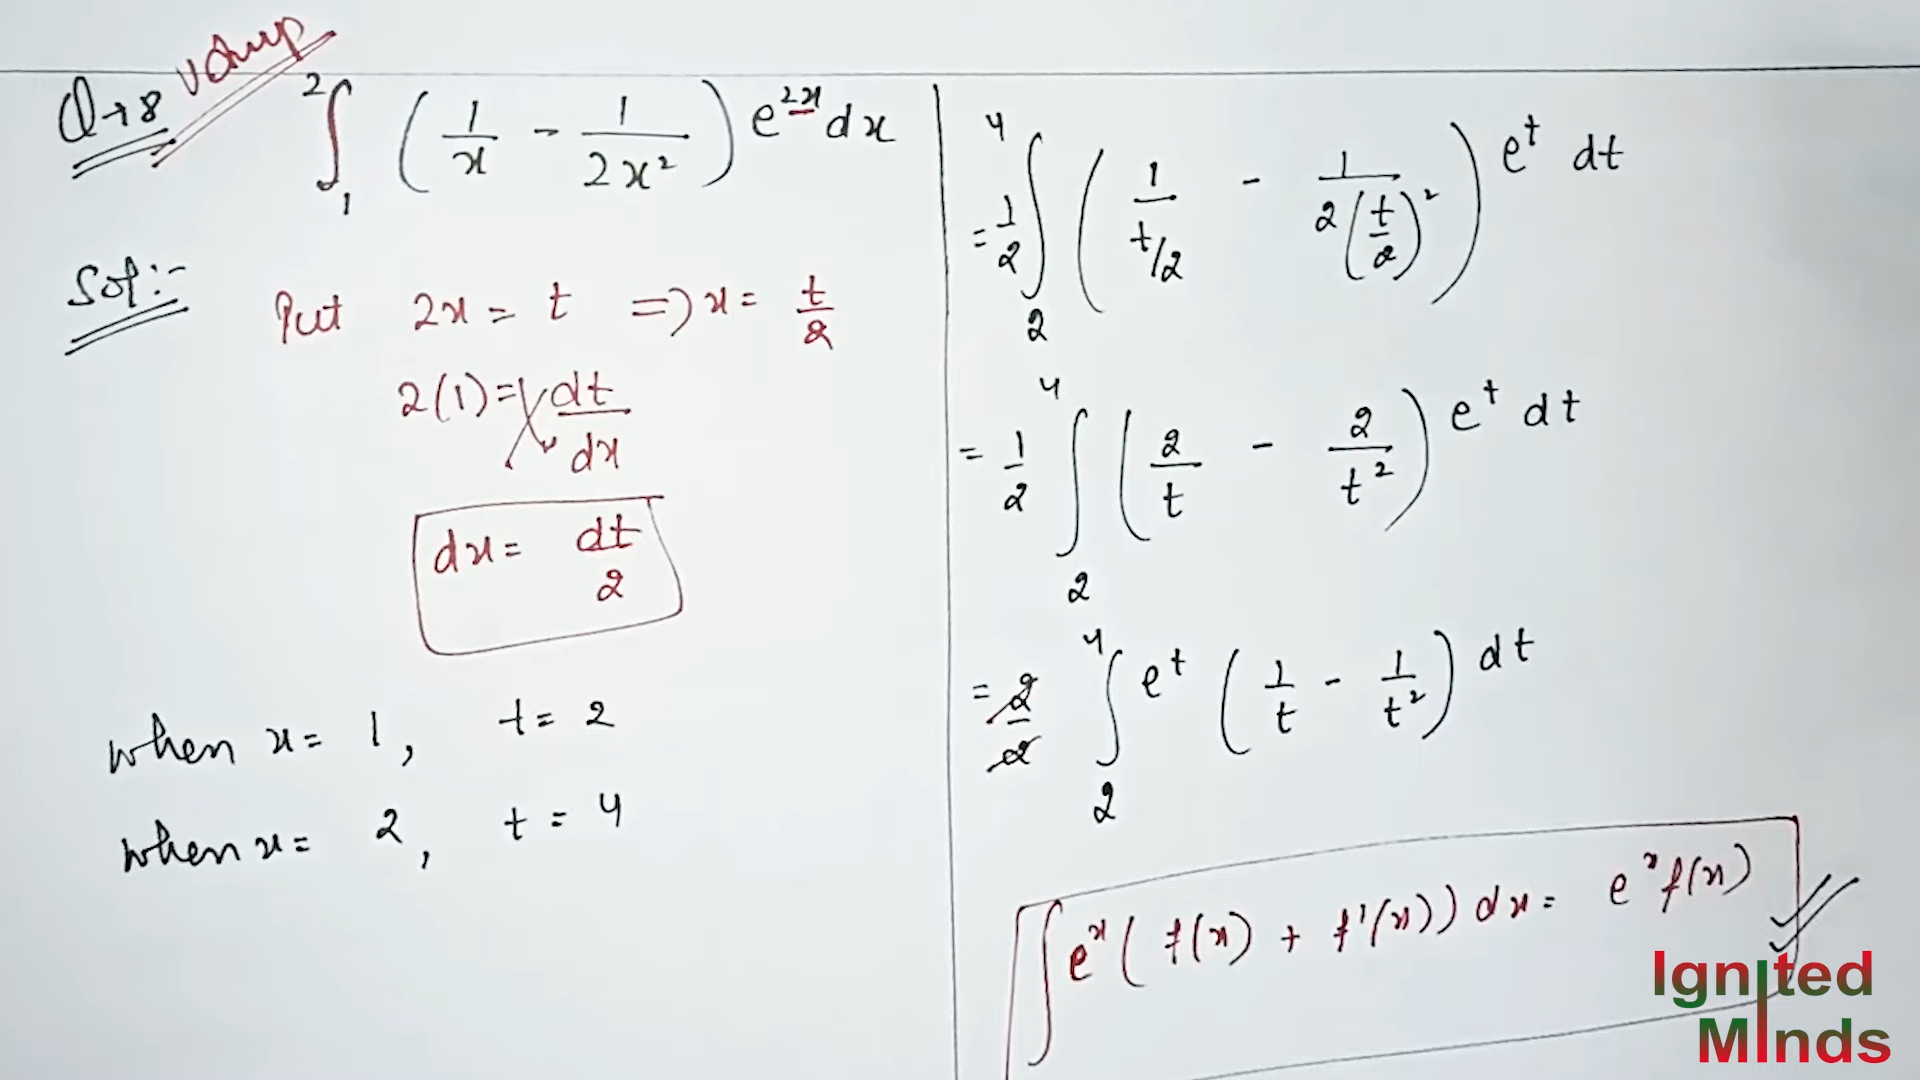 Q→8 vdmp
∫₁² (1/x - 1/2x²) e^2x dx
Sol:-
Put 2x = t => x = t/2
2(1) = dt/dx
dx = dt/2
when x = 1, t = 2
when x = 2, t = 4
= 1/2 ∫₂⁴ (1/t/2 - 1/2(t/2)²) e^t dt
= 1/2 ∫₂⁴ (2/t - 2/t²) e^t dt
= 2/2 ∫₂⁴ e^t (1/t - 1/t²) dt
∫e^x (f(x) + f'(x)) dx = e^x f(x)
Ignited
Minds